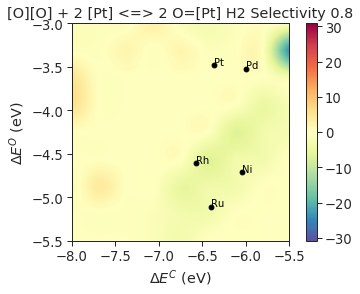 [O][O] + 2 [Pt] <=> 2 O=[Pt] H2 Selectivity 0.8
−3.0
−3.5
−4.0
−4.5
−5.0
−5.5
ΔE^O (eV)
Pt
Pd
Rh
Ni
Ru
−8.0 −7.5 −7.0 −6.5 −6.0 −5.5
ΔE^C (eV)
30
20
10
0
−10
−20
−30